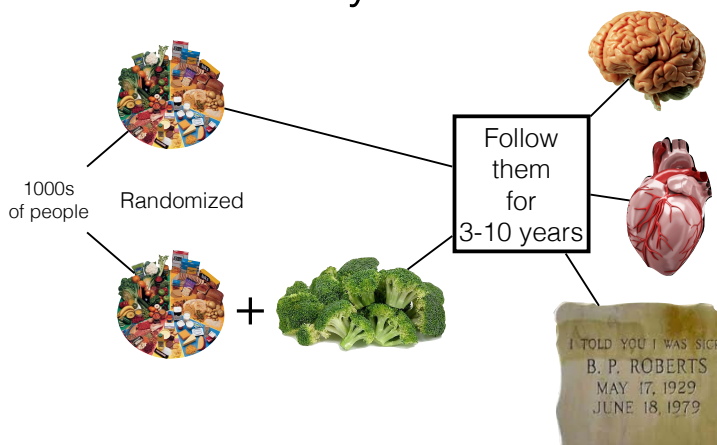 1000s
of people
Randomized
+
Follow
them
for
3-10 years
I TOLD YOU I WAS SICK
B. P. ROBERTS
MAY 17, 1929
JUNE 18, 1979